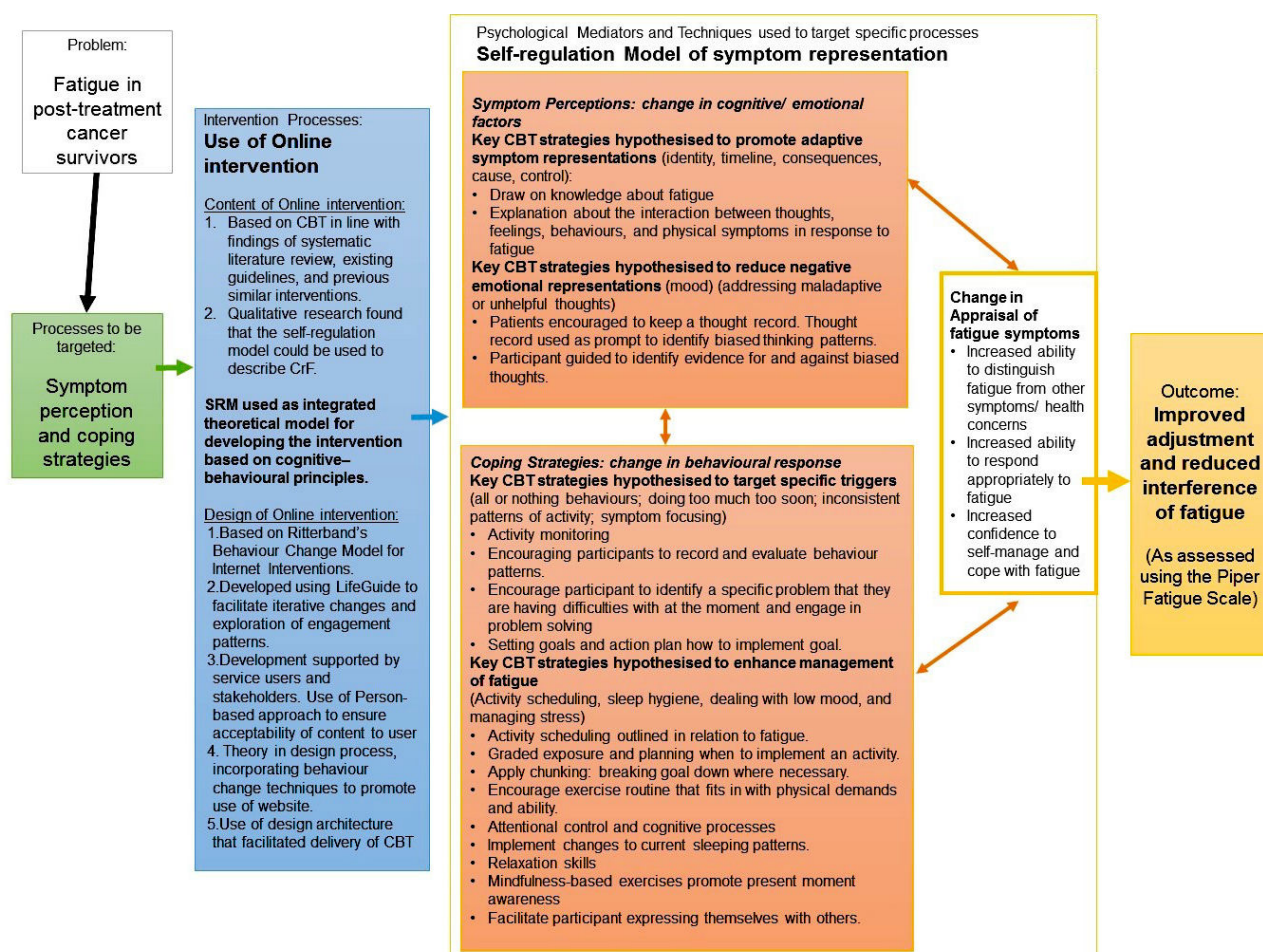 Problem:
Fatigue in
post-treatment
cancer
survivors
Processes to be
targeted:
Symptom
perception
and coping
strategies
Intervention Processes:
Use of Online
intervention
Content of Online intervention:
1. Based on CBT in line with
findings of systematic
literature review, existing
guidelines, and previous
similar interventions.
2. Qualitative research found
that the self-regulation
model could be used to
describe CrF.
SRM used as integrated
theoretical model for
developing the intervention
based on cognitive–
behavioural principles.
Design of Online intervention:
1.Based on Ritterband's
Behaviour Change Model for
Internet Interventions.
2.Developed using LifeGuide to
facilitate iterative changes and
exploration of engagement
patterns.
3.Development supported by
service users and
stakeholders. Use of Person-
based approach to ensure
acceptability of content to user
4. Theory in design process,
incorporating behaviour
change techniques to promote
use of website.
5.Use of design architecture
that facilitated delivery of CBT
Psychological Mediators and Techniques used to target specific processes
Self-regulation Model of symptom representation
Symptom Perceptions: change in cognitive/ emotional
factors
Key CBT strategies hypothesised to promote adaptive
symptom representations (identity, timeline, consequences,
cause, control):
• Draw on knowledge about fatigue
• Explanation about the interaction between thoughts,
feelings, behaviours, and physical symptoms in response to
fatigue
Key CBT strategies hypothesised to reduce negative
emotional representations (mood) (addressing maladaptive
or unhelpful thoughts)
• Patients encouraged to keep a thought record. Thought
record used as prompt to identify biased thinking patterns.
• Participant guided to identify evidence for and against biased
thoughts.
Coping Strategies: change in behavioural response
Key CBT strategies hypothesised to target specific triggers
(all or nothing behaviours; doing too much too soon; inconsistent
patterns of activity; symptom focusing)
• Activity monitoring
• Encouraging participants to record and evaluate behaviour
patterns.
• Encourage participant to identify a specific problem that they
are having difficulties with at the moment and engage in
problem solving
• Setting goals and action plan how to implement goal.
Key CBT strategies hypothesised to enhance management
of fatigue
(Activity scheduling, sleep hygiene, dealing with low mood, and
managing stress)
• Activity scheduling outlined in relation to fatigue.
• Graded exposure and planning when to implement an activity.
• Apply chunking: breaking goal down where necessary.
• Encourage exercise routine that fits in with physical demands
and ability.
• Attentional control and cognitive processes
• Implement changes to current sleeping patterns.
• Relaxation skills
• Mindfulness-based exercises promote present moment
awareness
• Facilitate participant expressing themselves with others.
Change in
Appraisal of
fatigue symptoms
• Increased ability
to distinguish
fatigue from other
symptoms/ health
concerns
• Increased ability
to respond
appropriately to
fatigue
• Increased
confidence to
self-manage and
cope with fatigue
Outcome:
Improved
adjustment
and reduced
interference
of fatigue
(As assessed
using the Piper
Fatigue Scale)